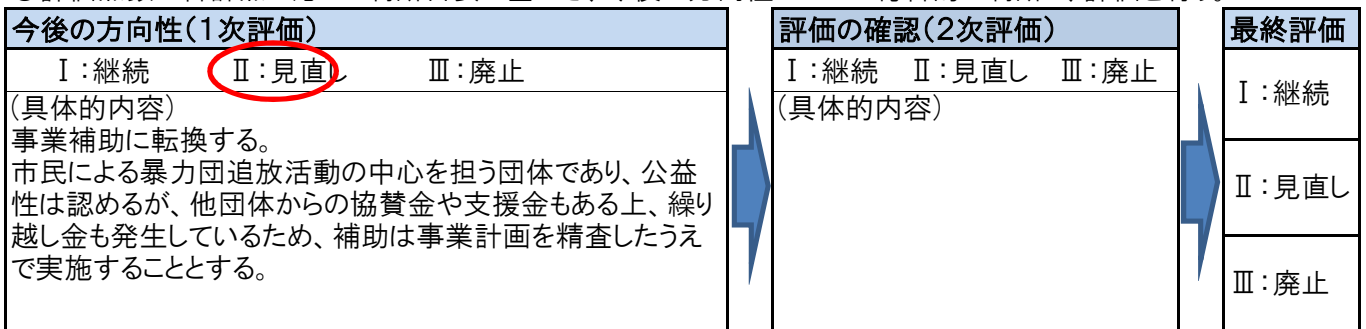 今後の方向性(1次評価)
Ⅰ:継続 Ⅱ:見直し Ⅲ:廃止
(具体的内容)
事業補助に転換する。
市民による暴力団追放活動の中心を担う団体であり、公益
性は認めるが、他団体からの協賛金や支援金もある上、繰り
越し金も発生しているため、補助は事業計画を精査したうえ
で実施することとする。
評価の確認(2次評価)
Ⅰ:継続 Ⅱ:見直し Ⅲ:廃止
(具体的内容)
最終評価
Ⅰ:継続
Ⅱ:見直し
Ⅲ:廃止